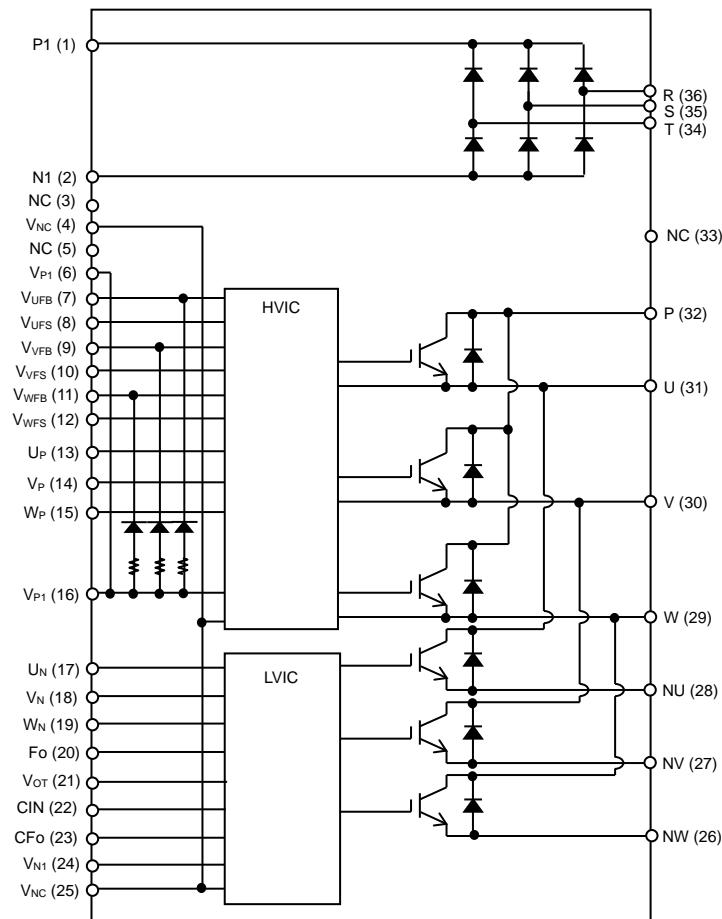 P1 (1)
N1 (2)
NC (3)
VNC (4)
NC (5)
VP1 (6)
VUFB (7)
VUFS (8)
VVFB (9)
VVFS (10)
VWFB (11)
VWFS (12)
UP (13)
VP (14)
WP (15)
VP1 (16)
UN (17)
VN (18)
WN (19)
Fo (20)
VOT (21)
CIN (22)
CFo (23)
VN1 (24)
VNC (25)
HVIC
LVIC
R (36)
S (35)
T (34)
NC (33)
P (32)
U (31)
V (30)
W (29)
NU (28)
NV (27)
NW (26)